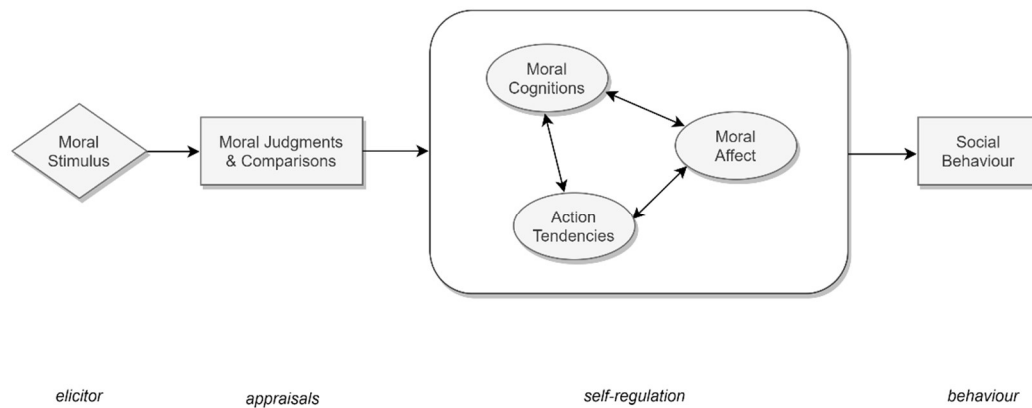 Moral
Stimulus
Moral Judgments
& Comparisons
Moral
Cognitions
Moral
Affect
Action
Tendencies
Social
Behaviour
elicitor
appraisals
self-regulation
behaviour